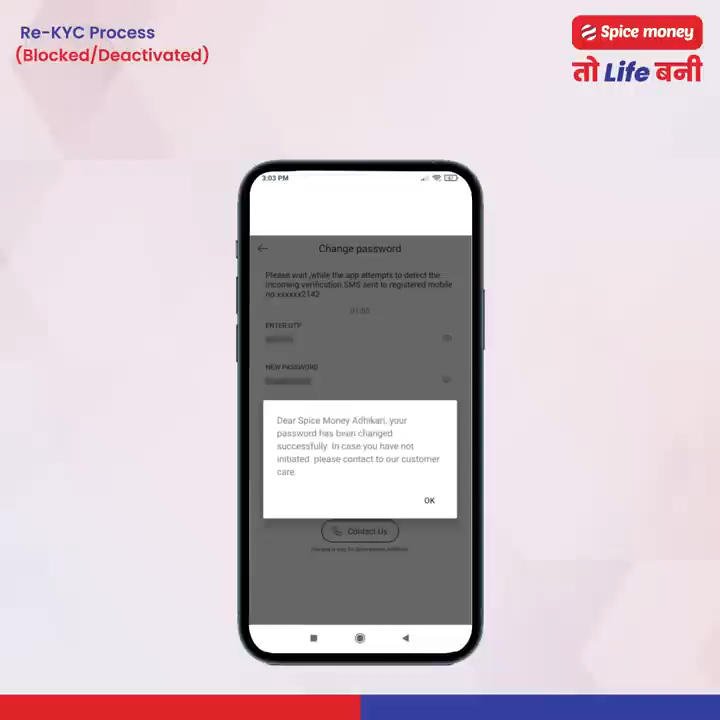 Re-KYC Process
(Blocked/Deactivated)
Spice money
तो Life बनी
3:03 PM
Change password
Please wait ,while the app attempts to detect the
incoming verification SMS sent to registered mobile
no.xxxxxx2142
ENTER OTP
NEW PASSWORD
Dear Spice Money Adhikari, your
password has been changed
successfully. In case you have not
initiated please contact to our customer
care.
OK
Contact Us